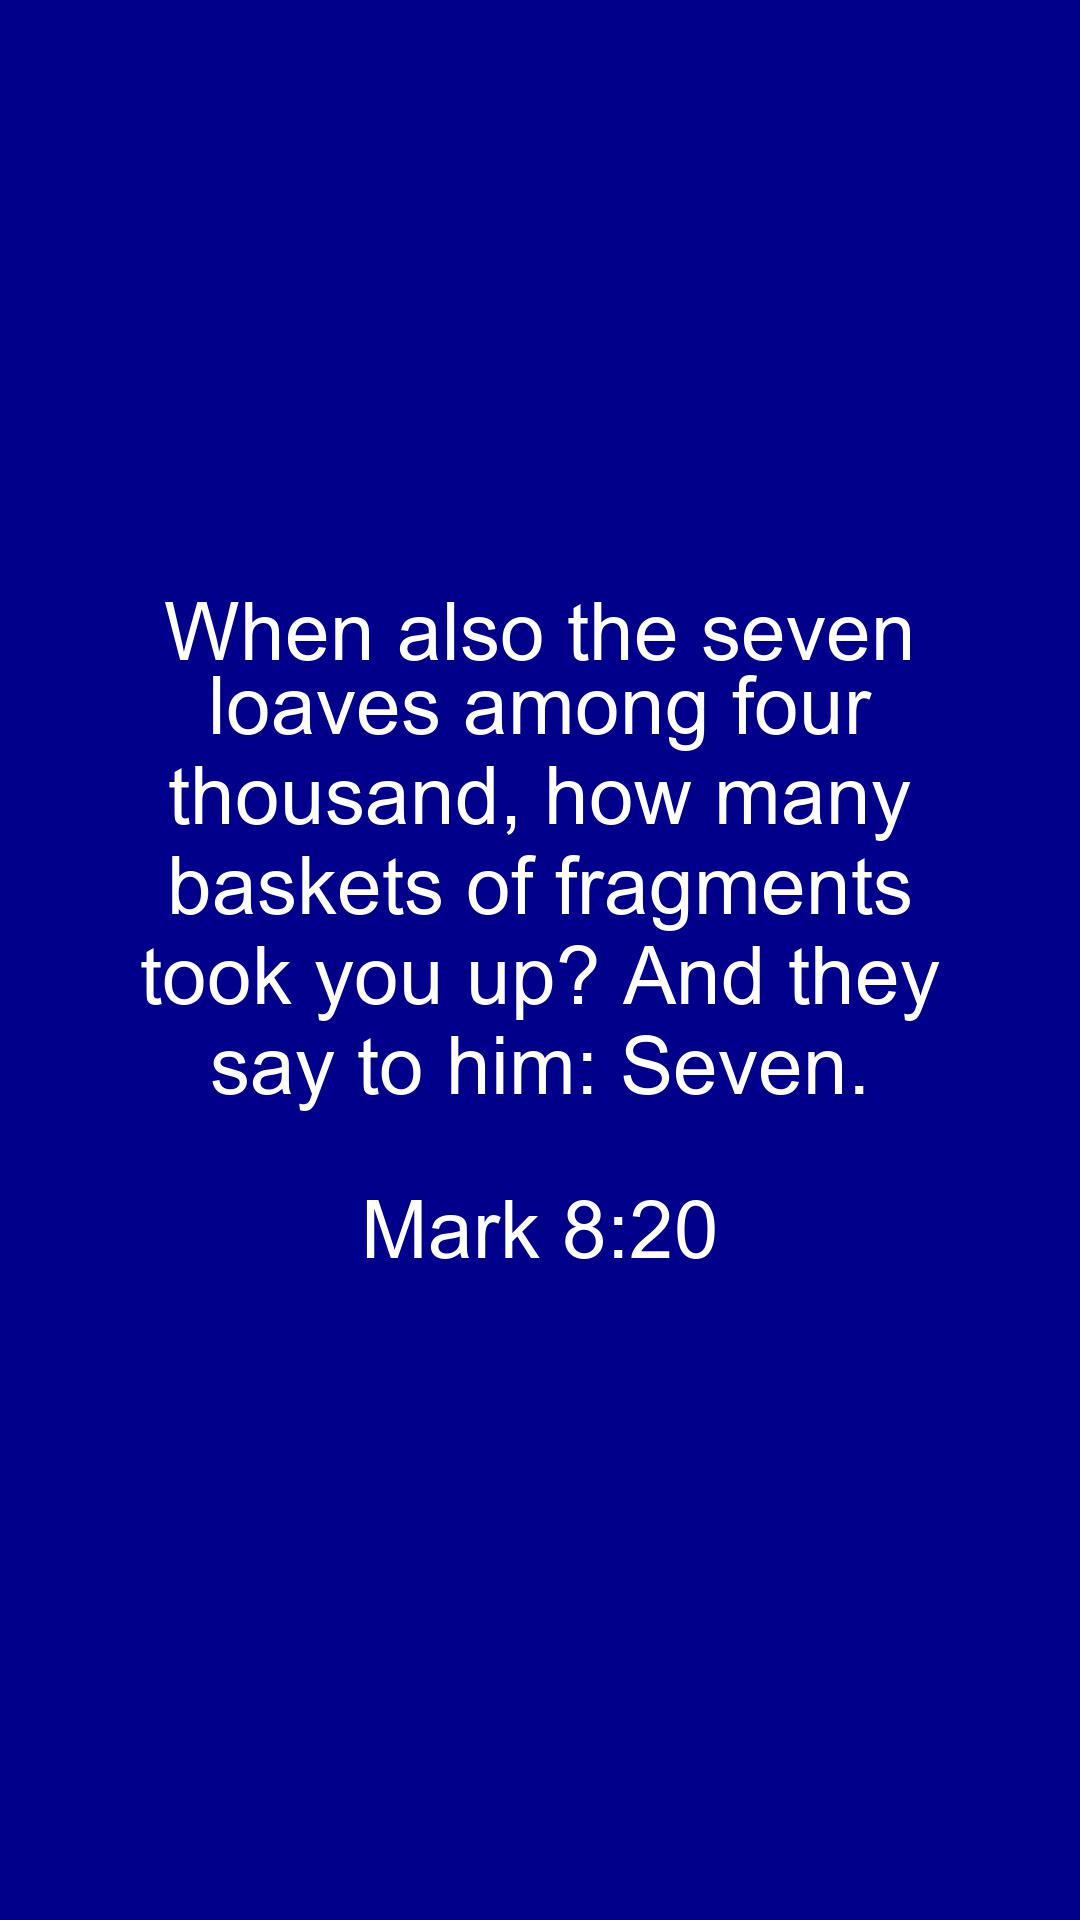 When also the seven
loaves among four
thousand, how many
baskets of fragments
took you up? And they
say to him: Seven.
Mark 8:20